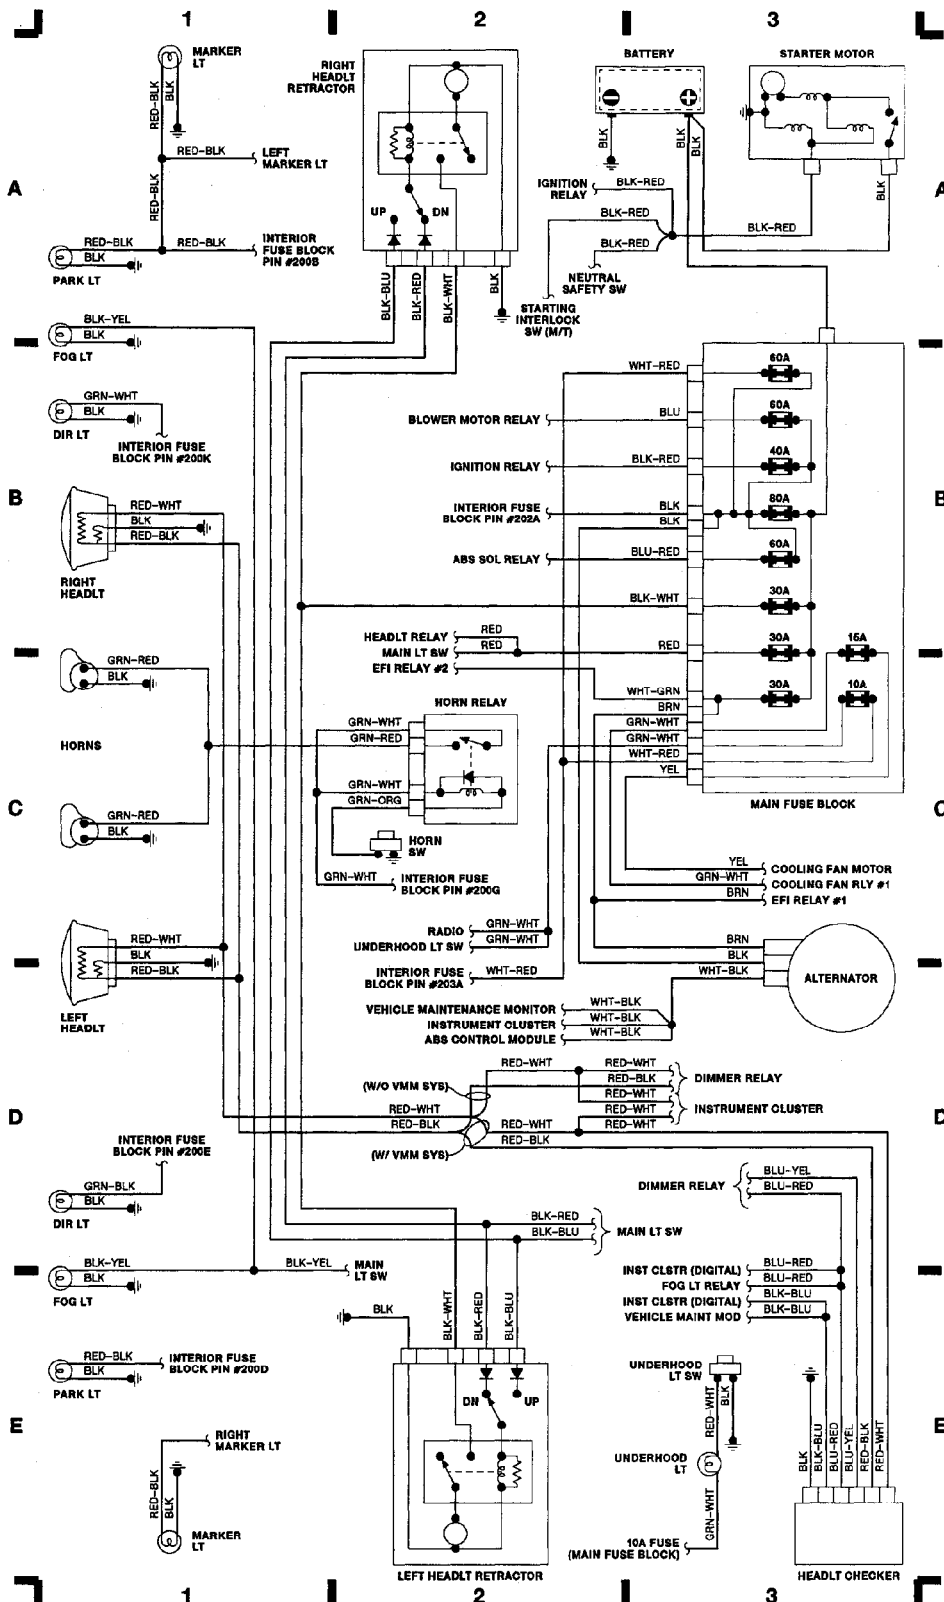 1 2 3
MARKER
LT
RED-BLK
BLK
RED-BLK
LEFT
MARKER LT
RED-BLK
A
RED-BLK
RED-BLK
INTERIOR
FUSE BLOCK
PIN #200B
BLK
PARK LT
BLK-YEL
BLK
FOG LT
GRN-WHT
BLK
DIR LT
INTERIOR FUSE
BLOCK PIN #200K
B
RED-WHT
BLK
RED-BLK
RIGHT
HEADLT
GRN-RED
BLK
HORNS
C
GRN-RED
BLK
RED-WHT
BLK
RED-BLK
LEFT
HEADLT
D
INTERIOR FUSE
BLOCK PIN #200E
GRN-BLK
BLK
DIR LT
BLK-YEL
BLK-YEL
MAIN
LT SW
BLK
FOG LT
RED-BLK
INTERIOR FUSE
BLOCK PIN #200D
BLK
PARK LT
E
RIGHT
MARKER LT
RED-BLK
BLK
MARKER
LT
RIGHT
HEADLT
RETRACTOR
UP
DN
BLK-BLU
BLK-RED
BLK-WHT
BLK
BATTERY
BLK
BLK
BLK
STARTER MOTOR
BLK
A
IGNITION
RELAY
BLK-RED
BLK-RED
BLK-RED
BLK-RED
NEUTRAL
SAFETY SW
STARTING
INTERLOCK
SW (M/T)
WHT-RED
60A
BLOWER MOTOR RELAY
BLU
60A
IGNITION RELAY
BLK-RED
40A
INTERIOR FUSE
BLOCK PIN #202A
BLK
BLK
80A
B
ABS SOL RELAY
BLU-RED
60A
BLK-WHT
30A
HEADLT RELAY
RED
MAIN LT SW
RED
RED
30A
15A
EFI RELAY #2
WHT-GRN
30A
10A
BRN
GRN-WHT
GRN-WHT
WHT-RED
YEL
MAIN FUSE BLOCK
C
HORN RELAY
GRN-WHT
GRN-RED
GRN-WHT
GRN-ORG
HORN
SW
GRN-WHT
INTERIOR FUSE
BLOCK PIN #200G
YEL
COOLING FAN MOTOR
GRN-WHT
COOLING FAN RLY #1
BRN
EFI RELAY #1
RADIO
GRN-WHT
UNDERHOOD LT SW
GRN-WHT
INTERIOR FUSE
BLOCK PIN #203A
WHT-RED
BRN
BLK
WHT-BLK
ALTERNATOR
VEHICLE MAINTENANCE MONITOR
WHT-BLK
INSTRUMENT CLUSTER
WHT-BLK
ABS CONTROL MODULE
WHT-BLK
RED-WHT
RED-WHT
RED-BLK
DIMMER RELAY
(W/O VMM SYS)
RED-WHT
RED-WHT
INSTRUMENT CLUSTER
RED-WHT
RED-BLK
RED-WHT
RED-WHT
D
(W/ VMM SYS)
RED-BLK
DIMMER RELAY
BLU-YEL
BLU-RED
BLK-RED
BLK-BLU
MAIN LT SW
INST CLSTR (DIGITAL)
BLU-RED
FOG LT RELAY
BLU-RED
INST CLSTR (DIGITAL)
BLK-BLU
VEHICLE MAINT MOD
BLK-BLU
BLK
BLK-WHT
BLK-RED
BLK-BLU
DN
UP
LEFT HEADLT RETRACTOR
UNDERHOOD
LT SW
RED-WHT
BLK
UNDERHOOD
LT
GRN-WHT
10A FUSE
(MAIN FUSE BLOCK)
E
BLK
BLK-BLU
BLU-RED
BLU-YEL
RED-BLK
RED-WHT
HEADLT CHECKER
1 2 3